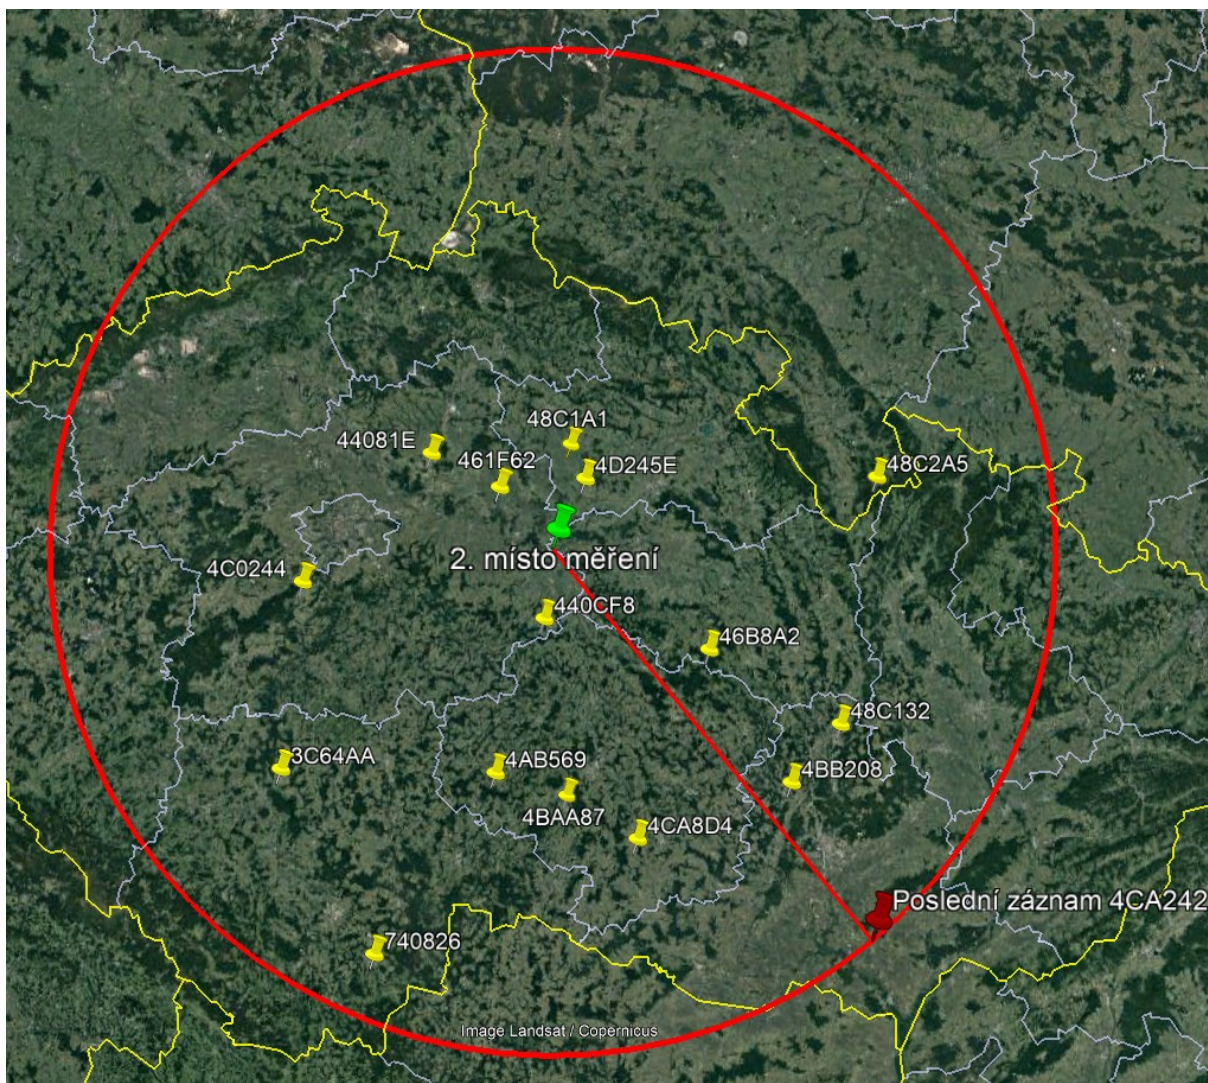 48C1A1
44081E
461F62
4D245E
48C2A5
2. místo měření
4C0244
440CF8
46B8A2
48C132
3C64AA
4AB569
4BB208
4BAA87
4CA8D4
Poslední záznam 4CA242
740826
Image Landsat / Copernicus